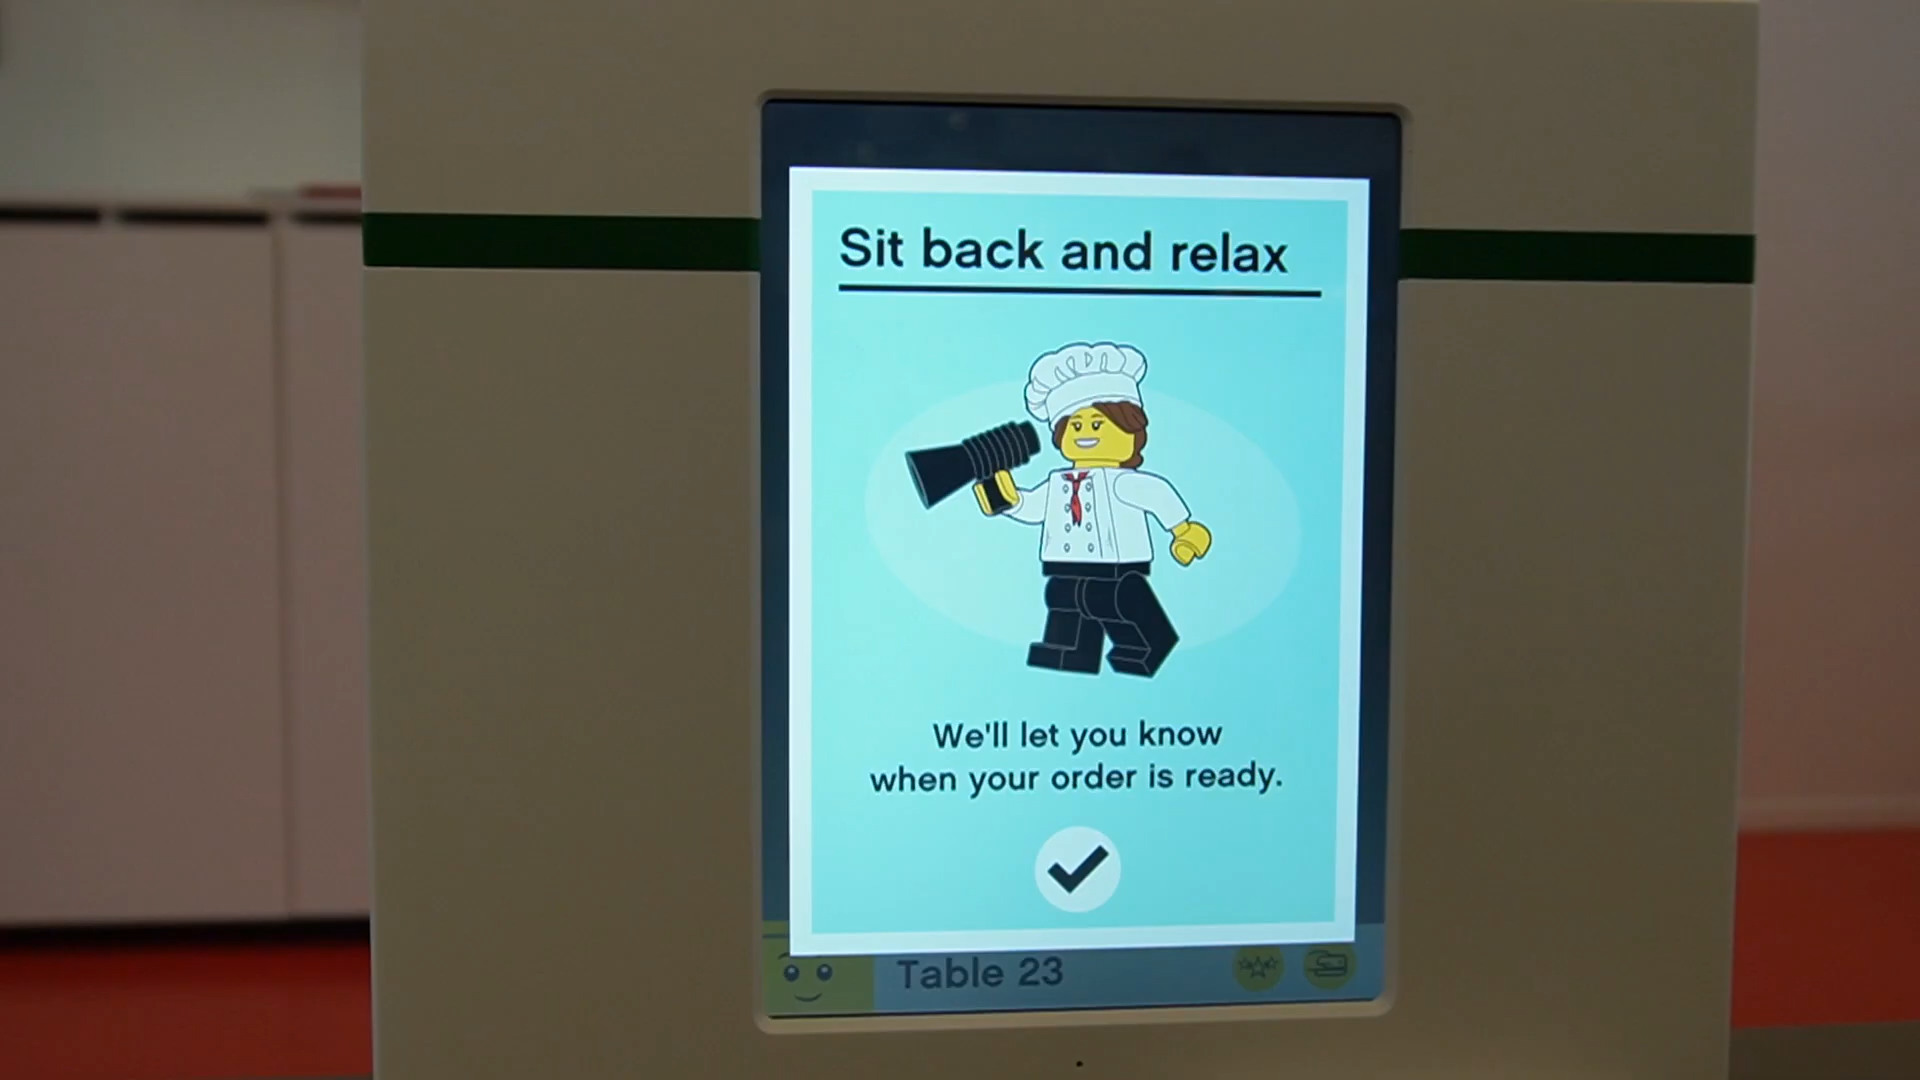 Sit back and relax
We'll let you know
when your order is ready.
Table 23